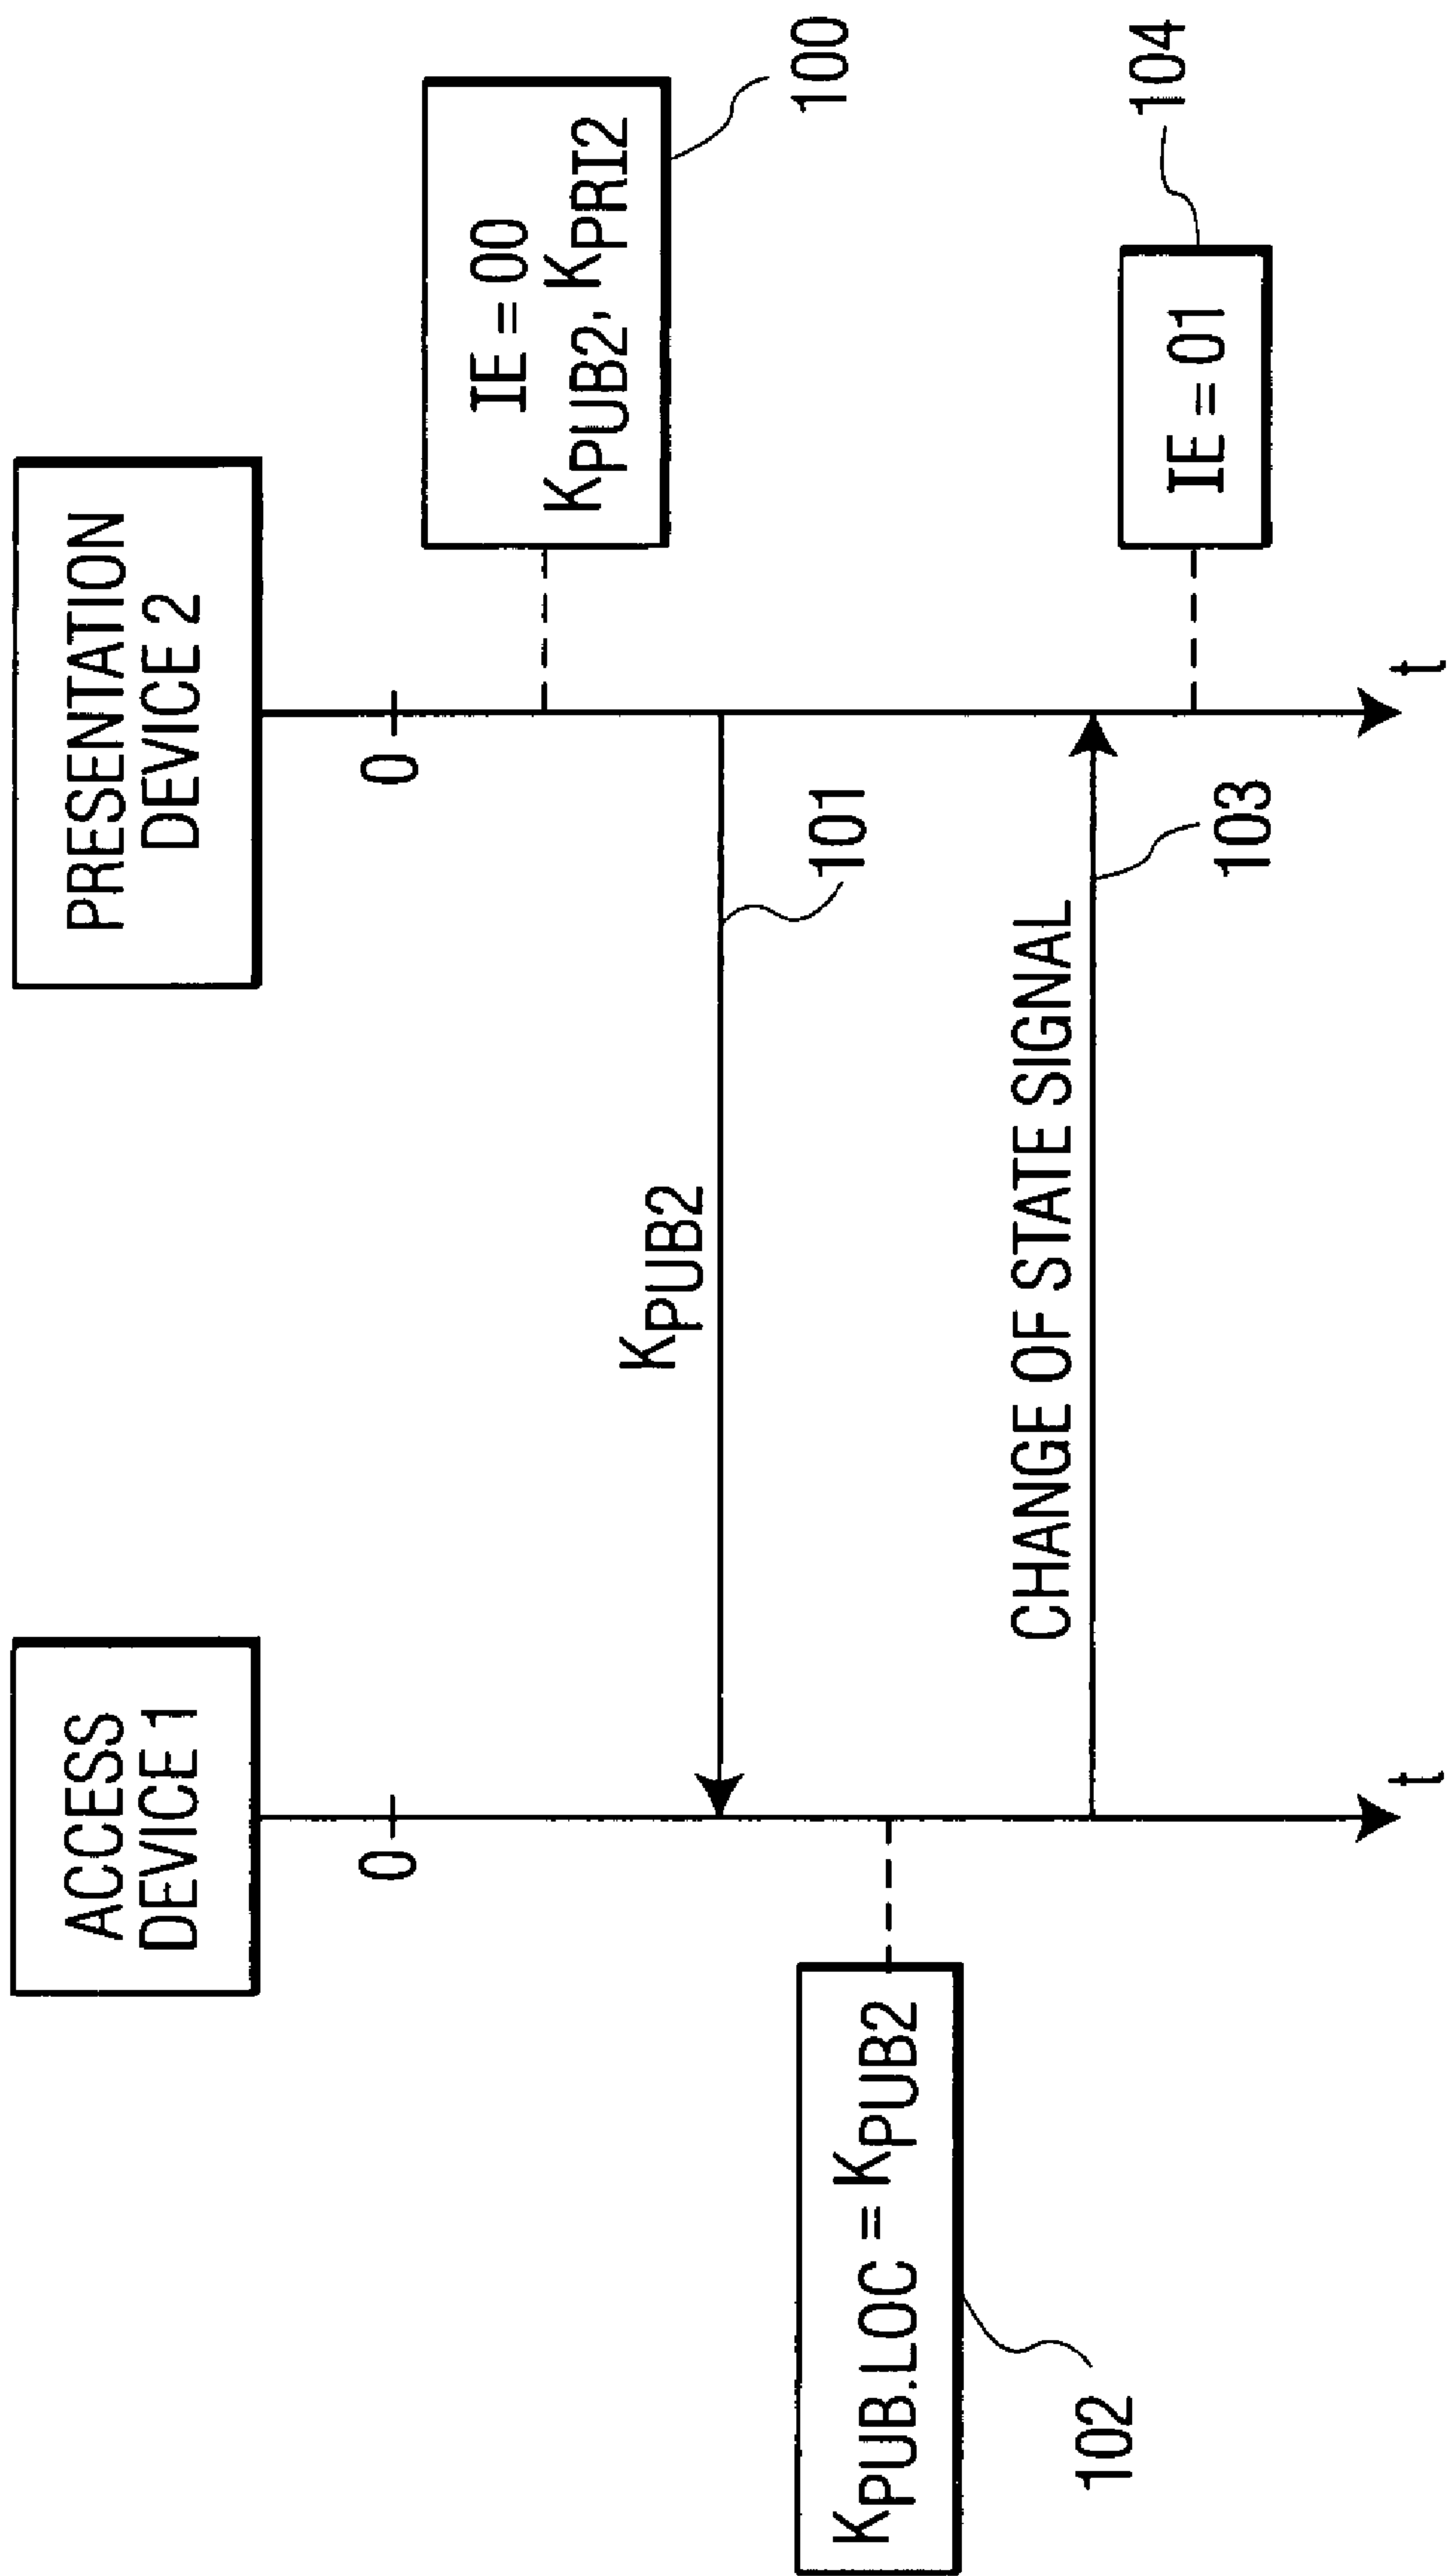 ACCESS
DEVICE 1
PRESENTATION
DEVICE 2
0
0
IE = 00
KPUB2, KPRI2
100
KPUB2
101
KPUB.LOC = KPUB2
102
CHANGE OF STATE SIGNAL
103
IE = 01
104
t
t